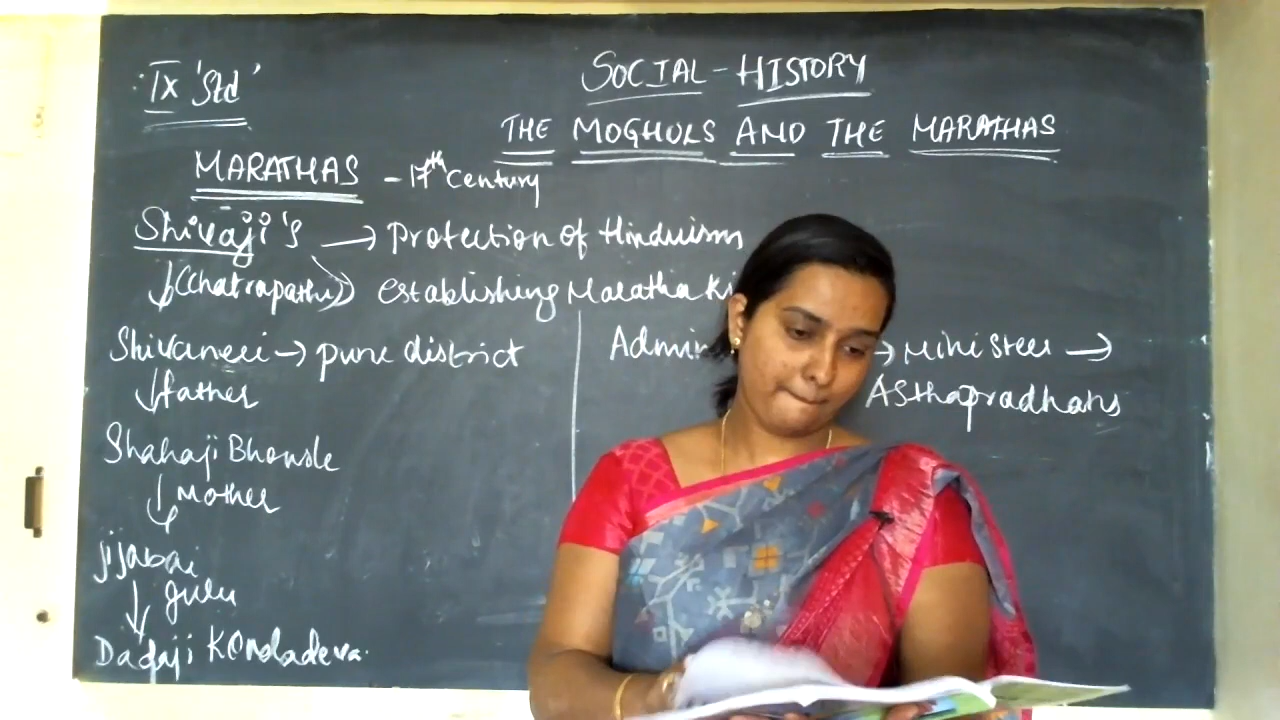 IX 'Std'
SOCIAL-HISTORY
THE MOGHULS AND THE MARATHAS
MARATHAS - 17th Century
Shivaji's → Protection of Hinduism
↓ (Chatrapathi) establishing Maratha Ki
Shivaneri → pune district
↓ father
Shahaji Bhonsle
↓ Mother
Jijabai
↓ guru
Dadaji Kondadeva.
Admin
→ Ministers →
Asthapradhans